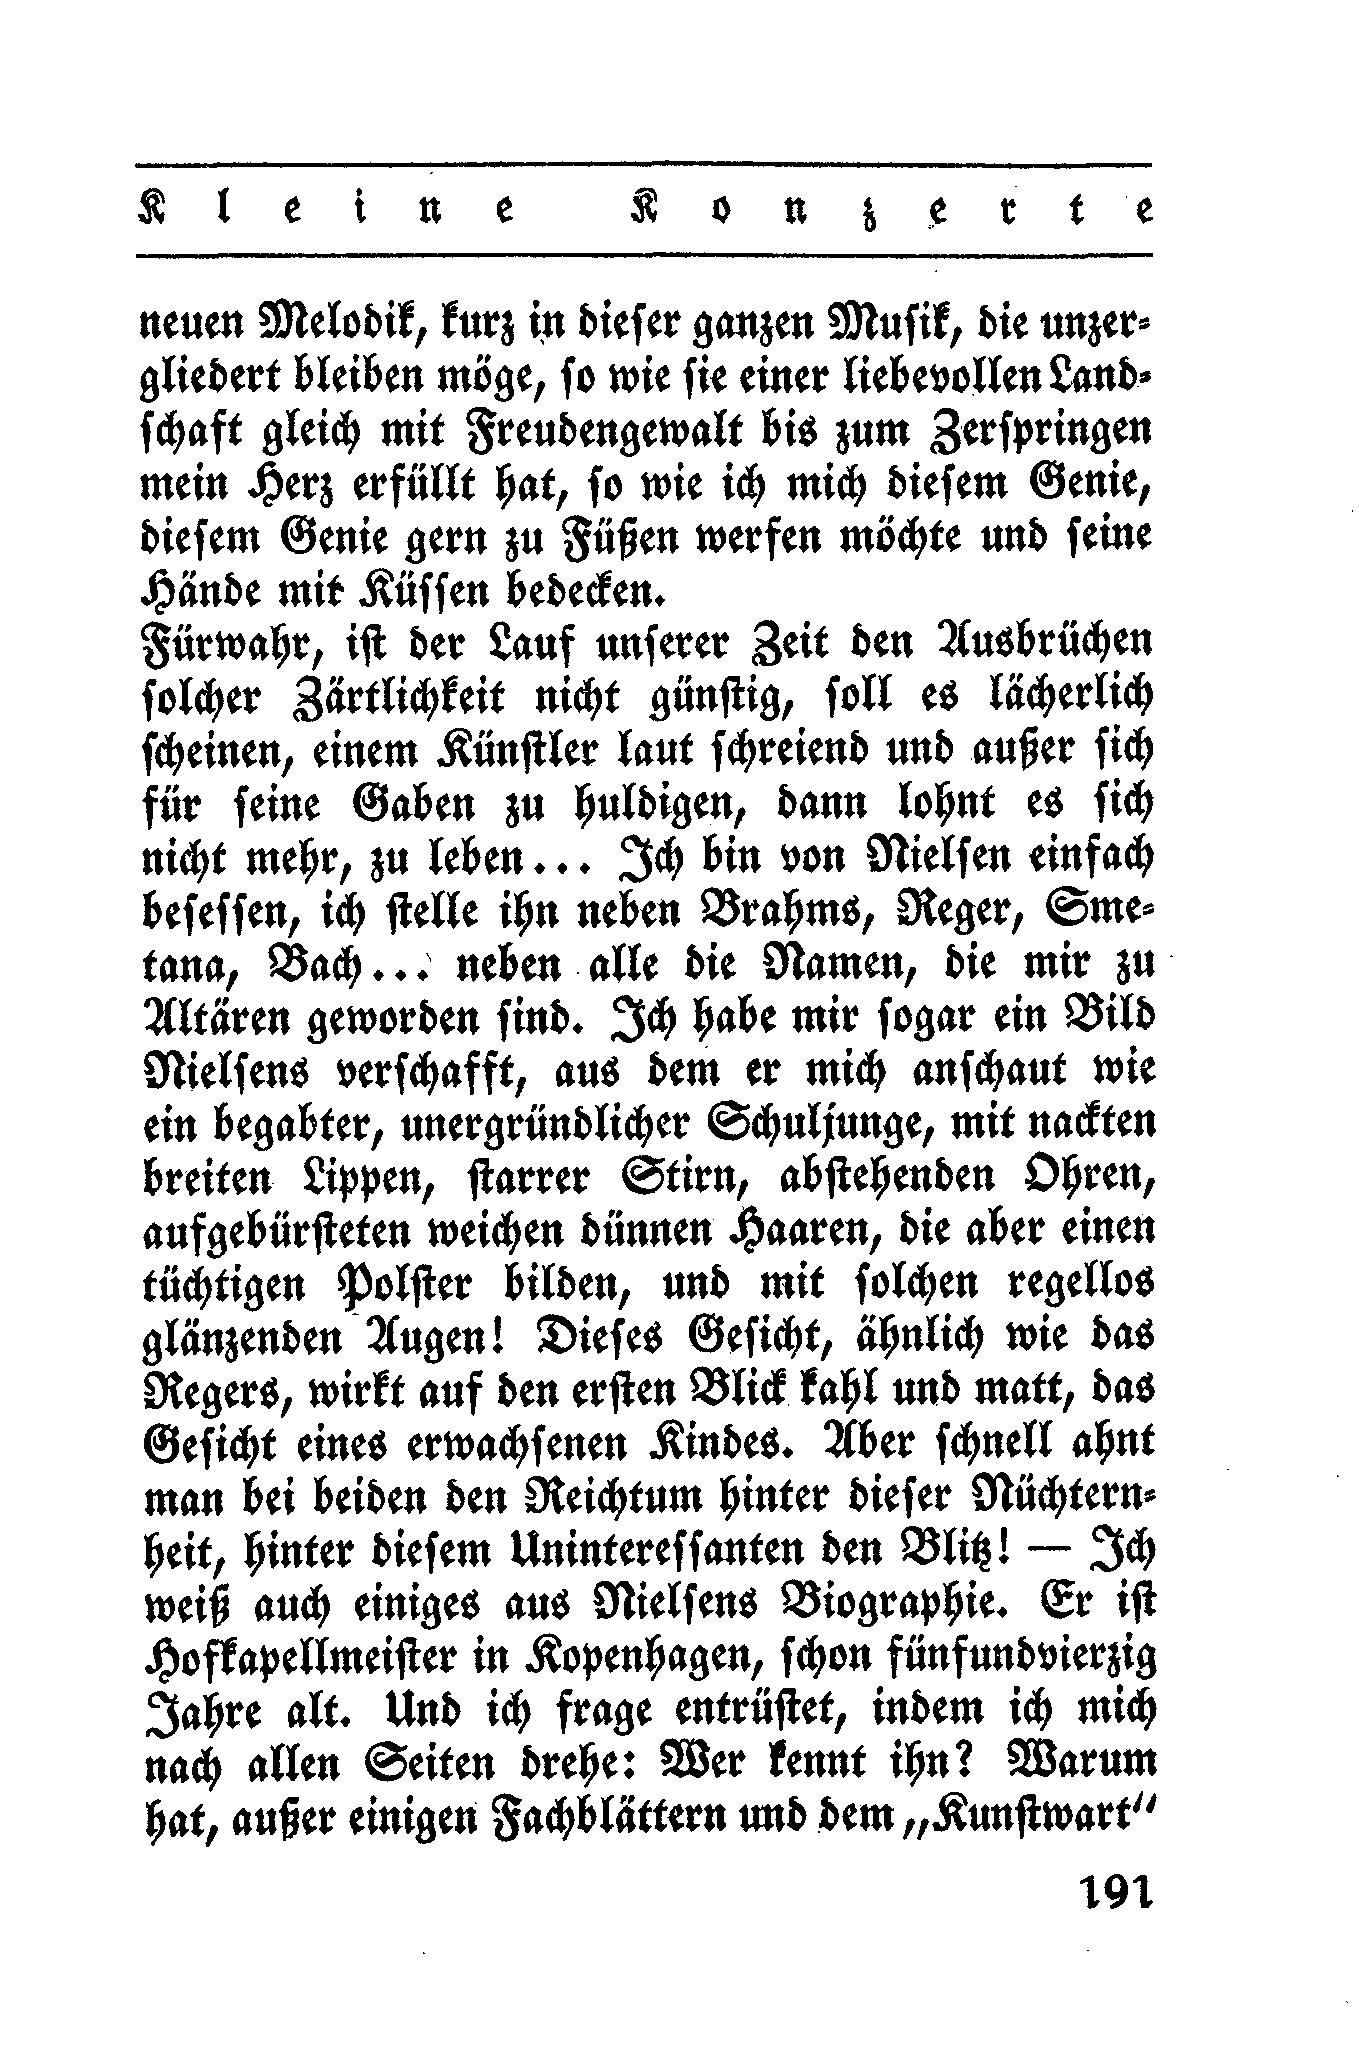 Kleine Konzerte
neuen Melodik, kurz in dieser ganzen Musik, die unzer-
gliedert bleiben möge, so wie sie einer liebevollen Land-
schaft gleich mit Freudengewalt bis zum Zerspringen
mein Herz erfüllt hat, so wie ich mich diesem Genie,
diesem Genie gern zu Füßen werfen möchte und seine
Hände mit Küssen bedecken.
Fürwahr, ist der Lauf unserer Zeit den Ausbrüchen
solcher Zärtlichkeit nicht günstig, soll es lächerlich
scheinen, einem Künstler laut schreiend und außer sich
für seine Gaben zu huldigen, dann lohnt es sich
nicht mehr, zu leben... Ich bin von Nielsen einfach
besessen, ich stelle ihn neben Brahms, Reger, Sme-
tana, Bach... neben alle die Namen, die mir zu
Altären geworden sind. Ich habe mir sogar ein Bild
Nielsens verschafft, aus dem er mich anschaut wie
ein begabter, unergründlicher Schuljunge, mit nackten
breiten Lippen, starrer Stirn, abstehenden Ohren,
aufgebürsteten weichen dünnen Haaren, die aber einen
tüchtigen Polster bilden, und mit solchen regellos
glänzenden Augen! Dieses Gesicht, ähnlich wie das
Regers, wirkt auf den ersten Blick kahl und matt, das
Gesicht eines erwachsenen Kindes. Aber schnell ahnt
man bei beiden den Reichtum hinter dieser Nüchtern-
heit, hinter diesem Uninteressanten den Blitz! — Ich
weiß auch einiges aus Nielsens Biographie. Er ist
Hofkapellmeister in Kopenhagen, schon fünfundvierzig
Jahre alt. Und ich frage entrüstet, indem ich mich
nach allen Seiten drehe: Wer kennt ihn? Warum
hat, außer einigen Fachblättern und dem „Kunstwart“
191